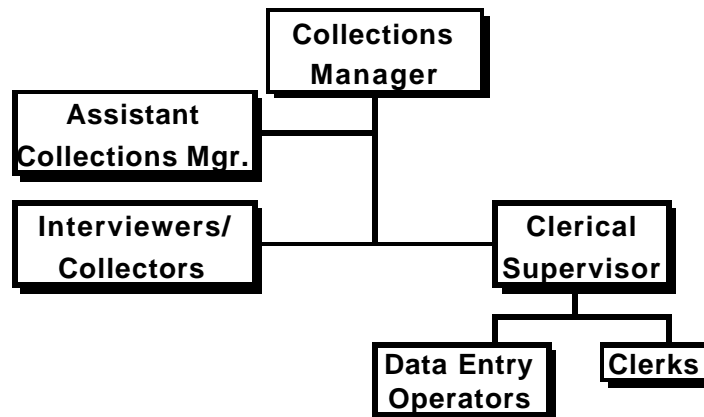 Collections
Manager
Assistant
Collections Mgr.
Interviewers/
Collectors
Clerical
Supervisor
Data Entry
Operators
Clerks